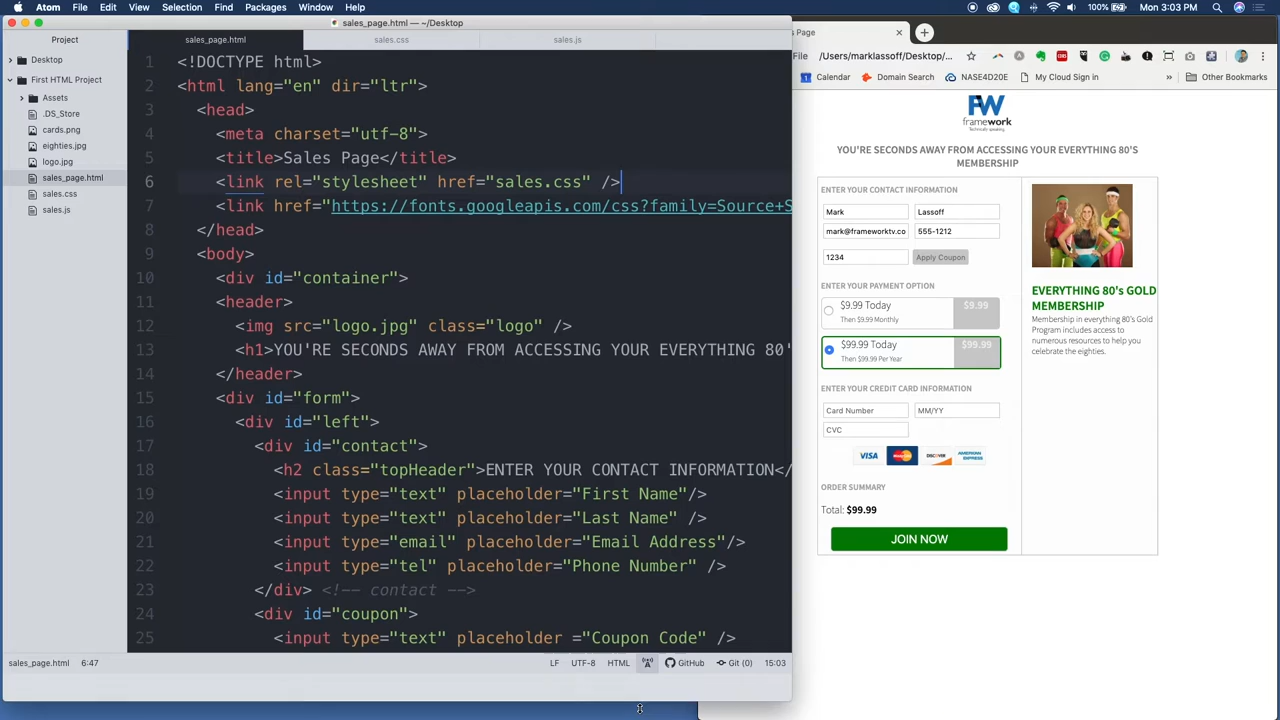 Atom File Edit View Selection Find Packages Window Help
100% Mon 3:03 PM
sales_page.html — ~/Desktop
Project
sales_page.html
sales.css
sales.js
Desktop
First HTML Project
Assets
.DS_Store
cards.png
eighties.jpg
logo.jpg
sales_page.html
sales.css
sales.js
1 <!DOCTYPE html>
2 <html lang="en" dir="ltr">
3 <head>
4 <meta charset="utf-8">
5 <title>Sales Page</title>
6 <link rel="stylesheet" href="sales.css" />
7 <link href="https://fonts.googleapis.com/css?family=Source+S
8 </head>
9 <body>
10 <div id="container">
11 <header>
12 <img src="logo.jpg" class="logo" />
13 <h1>YOU'RE SECONDS AWAY FROM ACCESSING YOUR EVERYTHING 80'
14 </header>
15 <div id="form">
16 <div id="left">
17 <div id="contact">
18 <h2 class="topHeader">ENTER YOUR CONTACT INFORMATION</
19 <input type="text" placeholder="First Name"/>
20 <input type="text" placeholder="Last Name" />
21 <input type="email" placeholder="Email Address"/>
22 <input type="tel" placeholder="Phone Number" />
23 </div> <!-- contact -->
24 <div id="coupon">
25 <input type="text" placeholder ="Coupon Code" />
sales_page.html 6:47
LF UTF-8 HTML GitHub Git (0) 15:03
s Page
File /Users/marklassoff/Desktop/...
Calendar Domain Search NASE4D20E My Cloud Sign in » Other Bookmarks
FW
framework
Technically speaking.
YOU'RE SECONDS AWAY FROM ACCESSING YOUR EVERYTHING 80'S
MEMBERSHIP
ENTER YOUR CONTACT INFORMATION
Mark
Lassoff
mark@frameworktv.co
555-1212
1234
Apply Coupon
ENTER YOUR PAYMENT OPTION
$9.99 Today
Then $9.99 Monthly
$9.99
$99.99 Today
Then $99.99 Per Year
$99.99
ENTER YOUR CREDIT CARD INFORMATION
Card Number
MM/YY
CVC
VISA
MasterCard
DISCOVER
AMERICAN
EXPRESS
ORDER SUMMARY
Total: $99.99
JOIN NOW
EVERYTHING 80's GOLD
MEMBERSHIP
Membership in everything 80's Gold
Program includes access to
numerous resources to help you
celebrate the eighties.